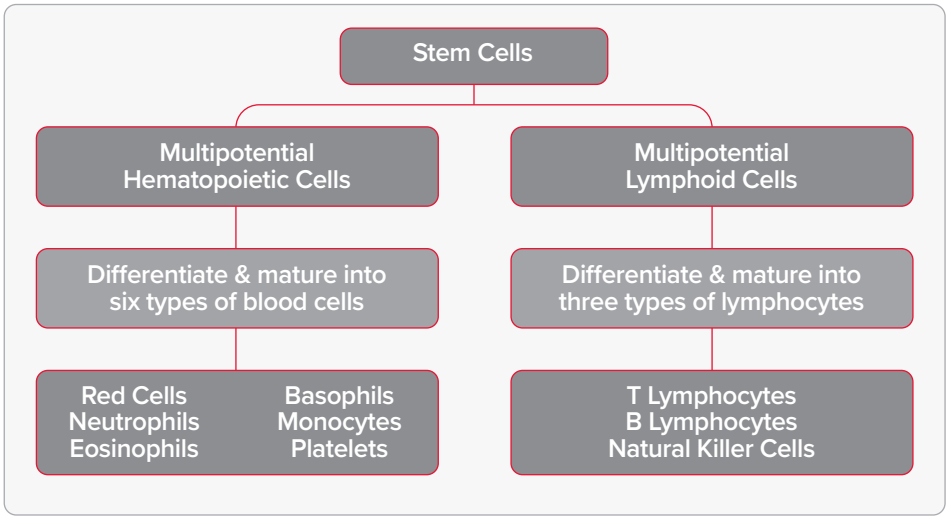 Stem Cells
Multipotential
Hematopoietic Cells
Multipotential
Lymphoid Cells
Differentiate & mature into
six types of blood cells
Differentiate & mature into
three types of lymphocytes
Red Cells
Neutrophils
Eosinophils
Basophils
Monocytes
Platelets
T Lymphocytes
B Lymphocytes
Natural Killer Cells